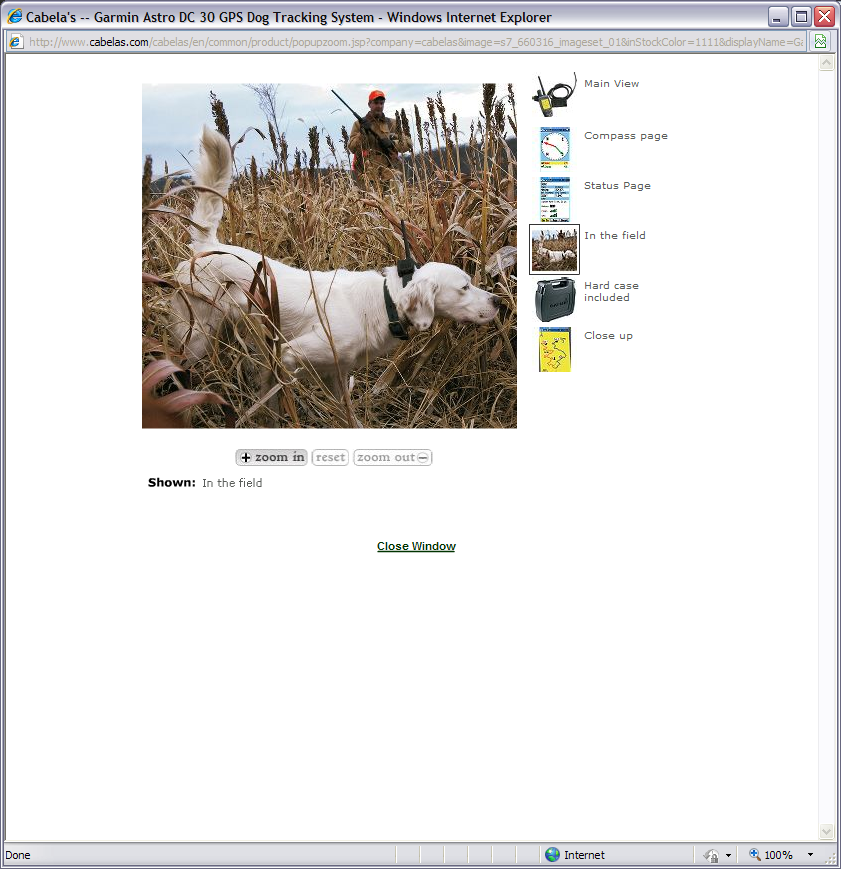 Cabela's -- Garmin Astro DC 30 GPS Dog Tracking System - Windows Internet Explorer
http://www.cabelas.com/cabelas/en/common/product/popupzoom.jsp?company=cabelas&image=s7_660316_imageset_01&inStockColor=1111&displayName=Ga
Main View
Compass page
Status Page
In the field
Hard case
included
Close up
zoom in reset zoom out
Shown: In the field
Close Window
Done Internet 100%